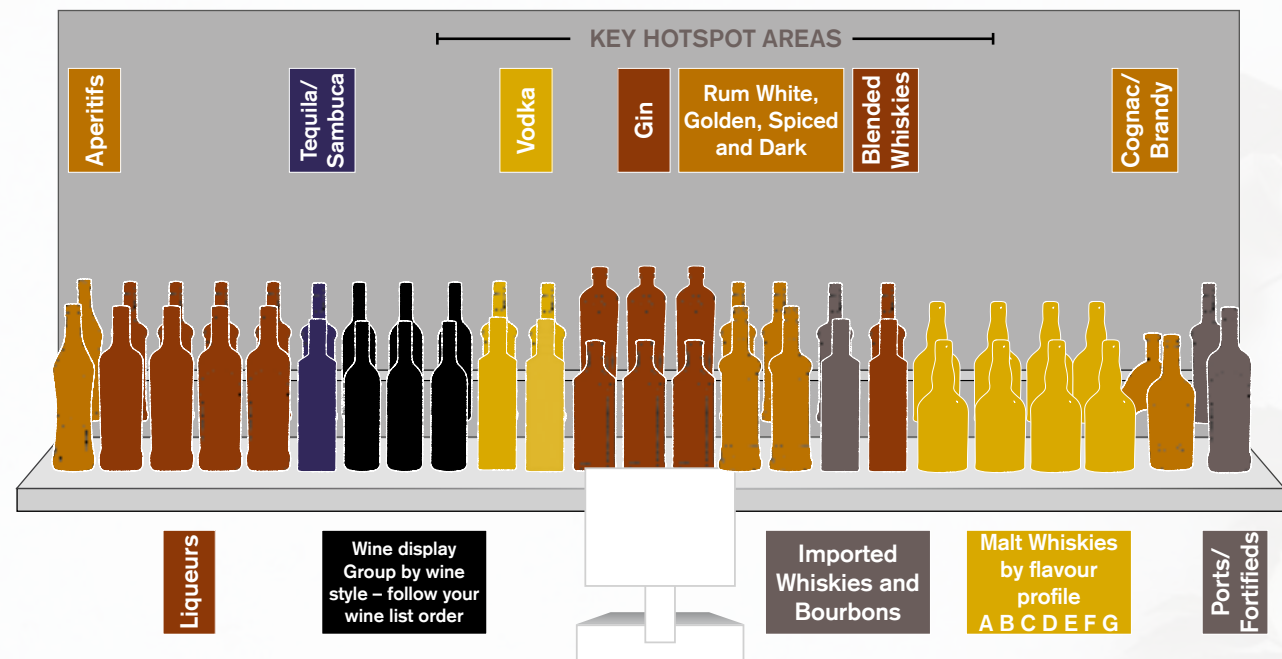 KEY HOTSPOT AREAS
Aperitifs
Tequila/
Sambuca
Vodka
Gin
Rum White,
Golden, Spiced
and Dark
Blended
Whiskies
Cognac/
Brandy
Liqueurs
Wine display
Group by wine
style – follow your
wine list order
Imported
Whiskies and
Bourbons
Malt Whiskies
by flavour
profile
A B C D E F G
Ports/
Fortifieds